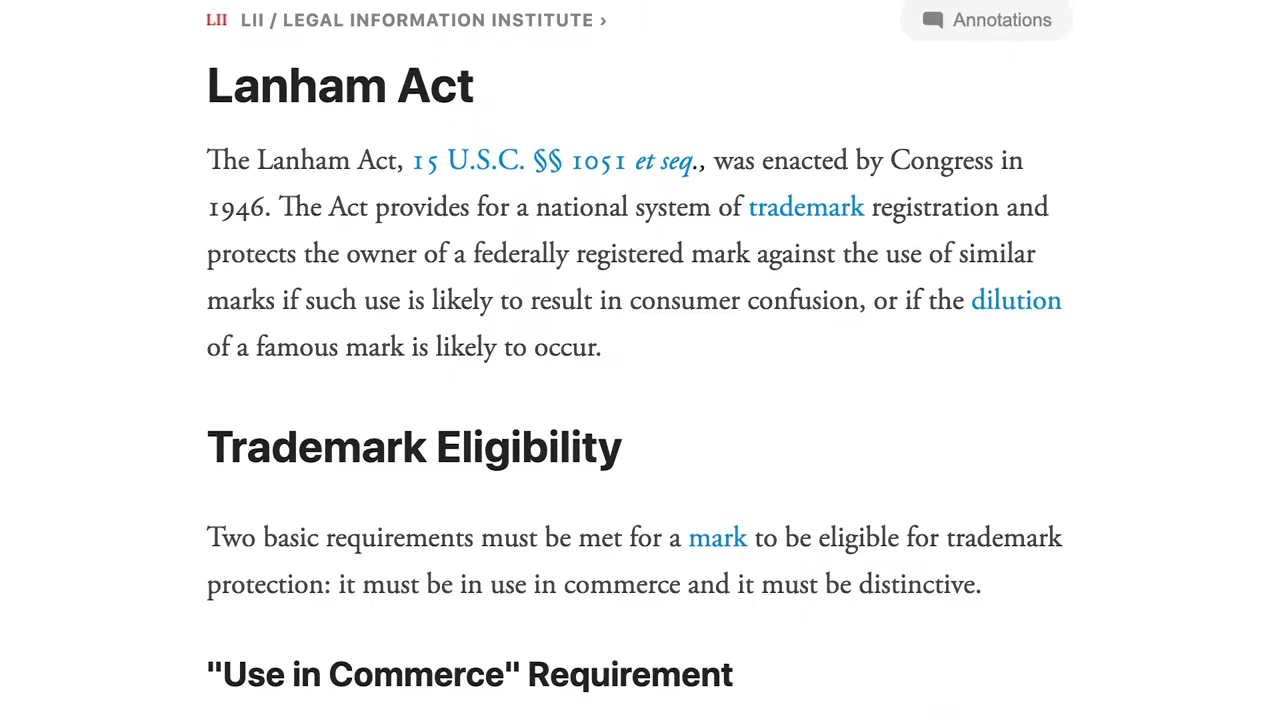 LII LII / LEGAL INFORMATION INSTITUTE ›
Annotations
Lanham Act
The Lanham Act, 15 U.S.C. §§ 1051 et seq., was enacted by Congress in
1946. The Act provides for a national system of trademark registration and
protects the owner of a federally registered mark against the use of similar
marks if such use is likely to result in consumer confusion, or if the dilution
of a famous mark is likely to occur.
Trademark Eligibility
Two basic requirements must be met for a mark to be eligible for trademark
protection: it must be in use in commerce and it must be distinctive.
"Use in Commerce" Requirement